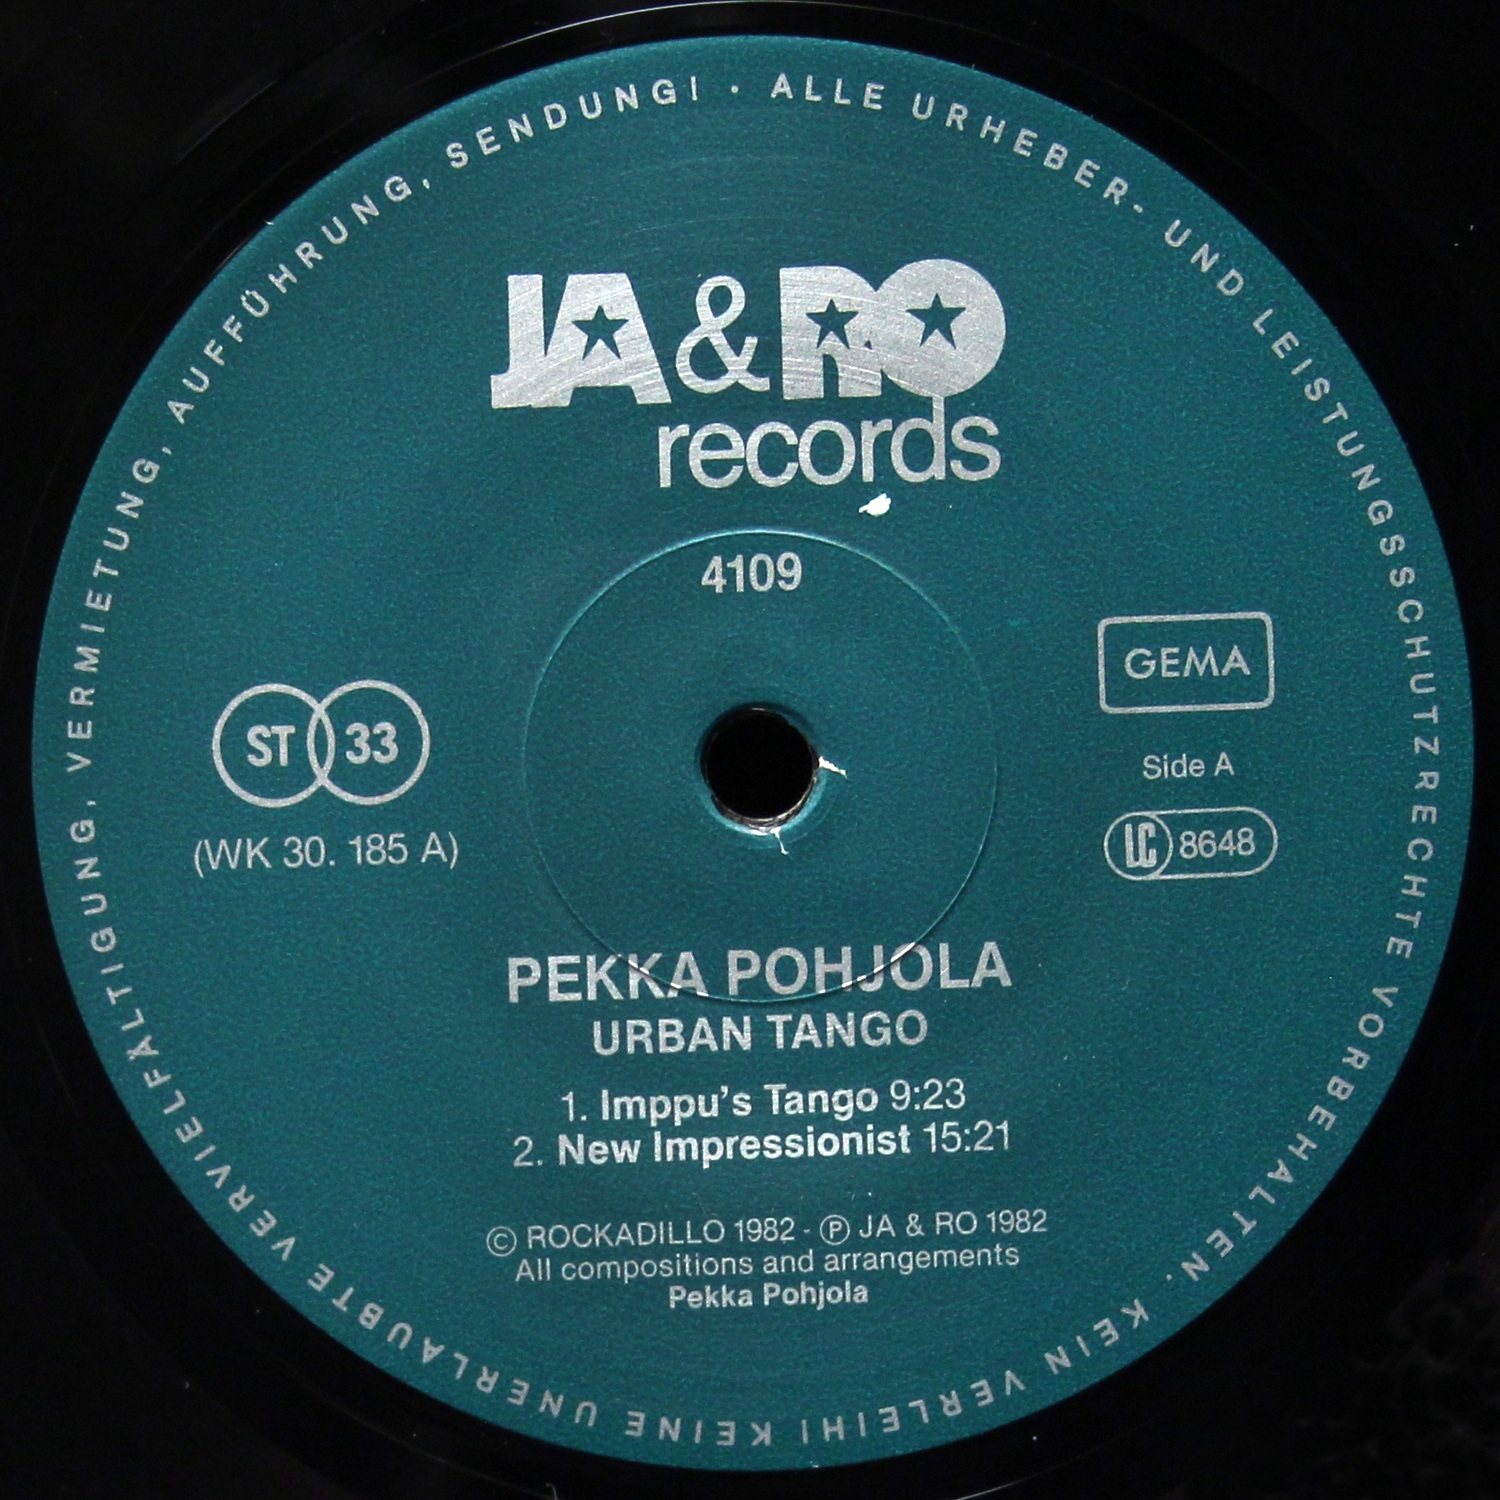 ALLE URHEBER- UND LEISTUNGSSCHUTZRECHTE VORBEHALTEN. KEIN VERLEIH! KEINE UNERLAUBTE VERVIELFÄLTIGUNG, VERMIETUNG, AUFFÜHRUNG, SENDUNG! ·
JA & RO
records
4109
GEMA
ST 33
Side A
(WK 30. 185 A)
LC 8648
PEKKA POHJOLA
URBAN TANGO
1. Imppu's Tango 9:23
2. New Impressionist 15:21
© ROCKADILLO 1982 - ℗ JA & RO 1982
All compositions and arrangements
Pekka Pohjola